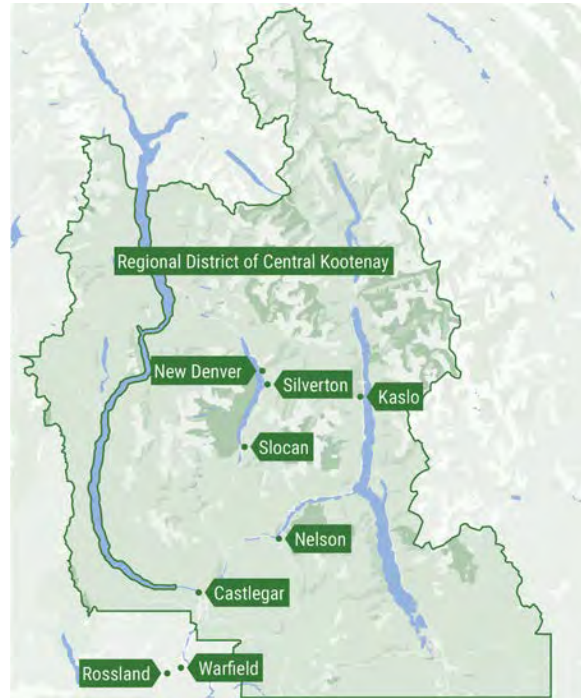 Regional District of Central Kootenay
New Denver
Silverton
Kaslo
Slocan
Nelson
Castlegar
Rossland
Warfield